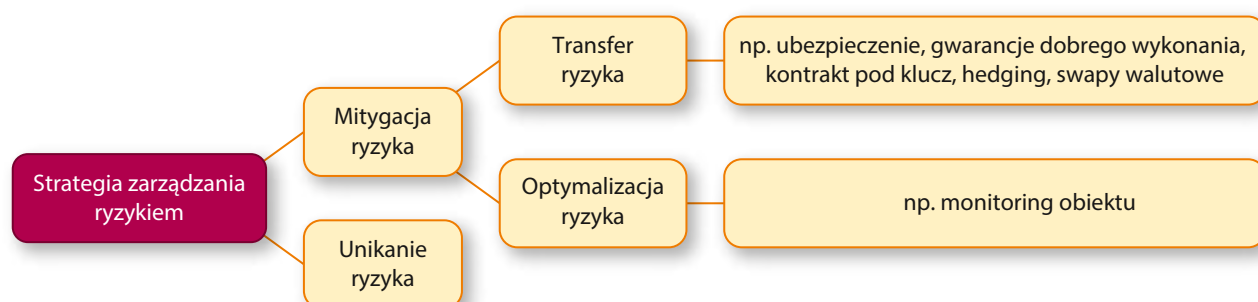 Transfer
ryzyka
np. ubezpieczenie, gwarancje dobrego wykonania,
kontrakt pod klucz, hedging, swapy walutowe
Mitygacja
ryzyka
Strategia zarządzania
ryzykiem
Optymalizacja
ryzyka
np. monitoring obiektu
Unikanie
ryzyka